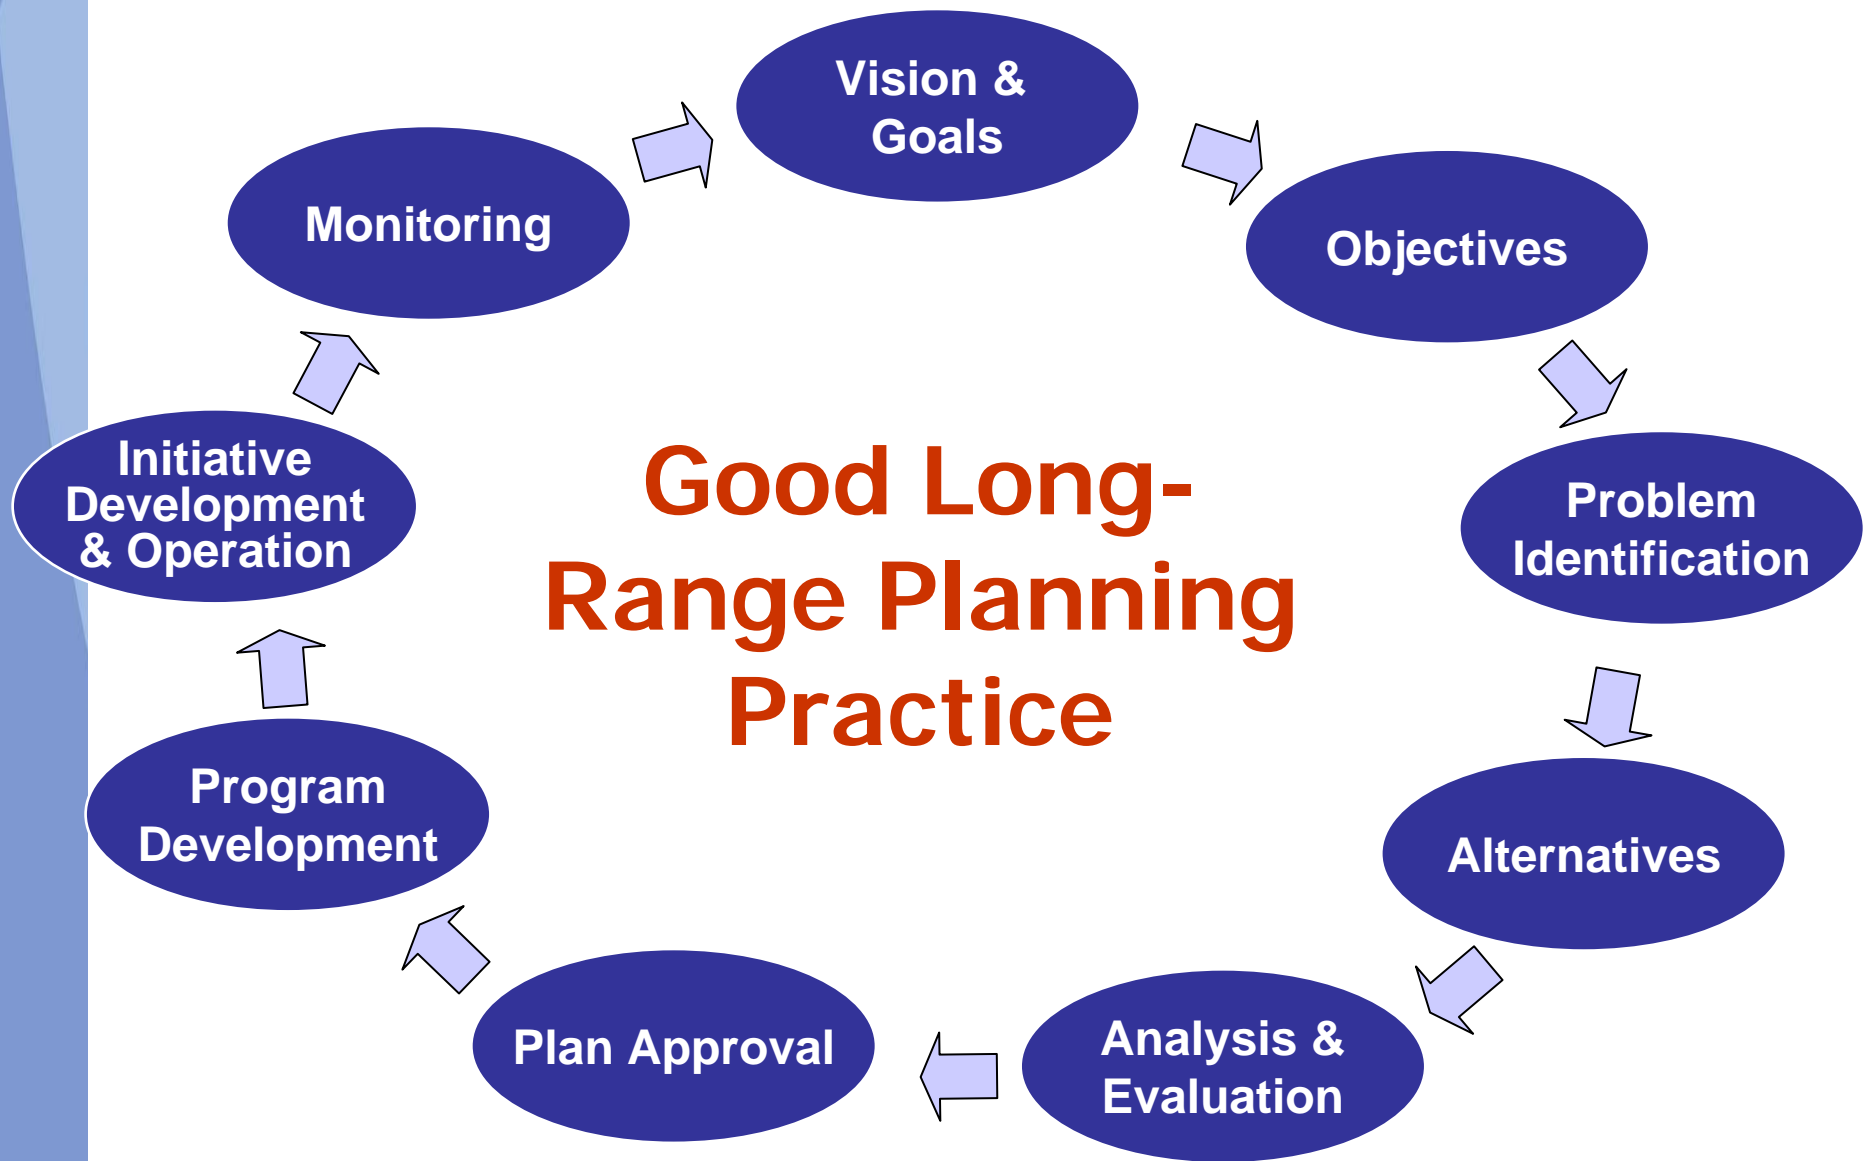 Vision &
Goals
Objectives
Problem
Identification
Alternatives
Analysis &
Evaluation
Plan Approval
Program
Development
Initiative
Development
& Operation
Monitoring
Good Long-
Range Planning
Practice